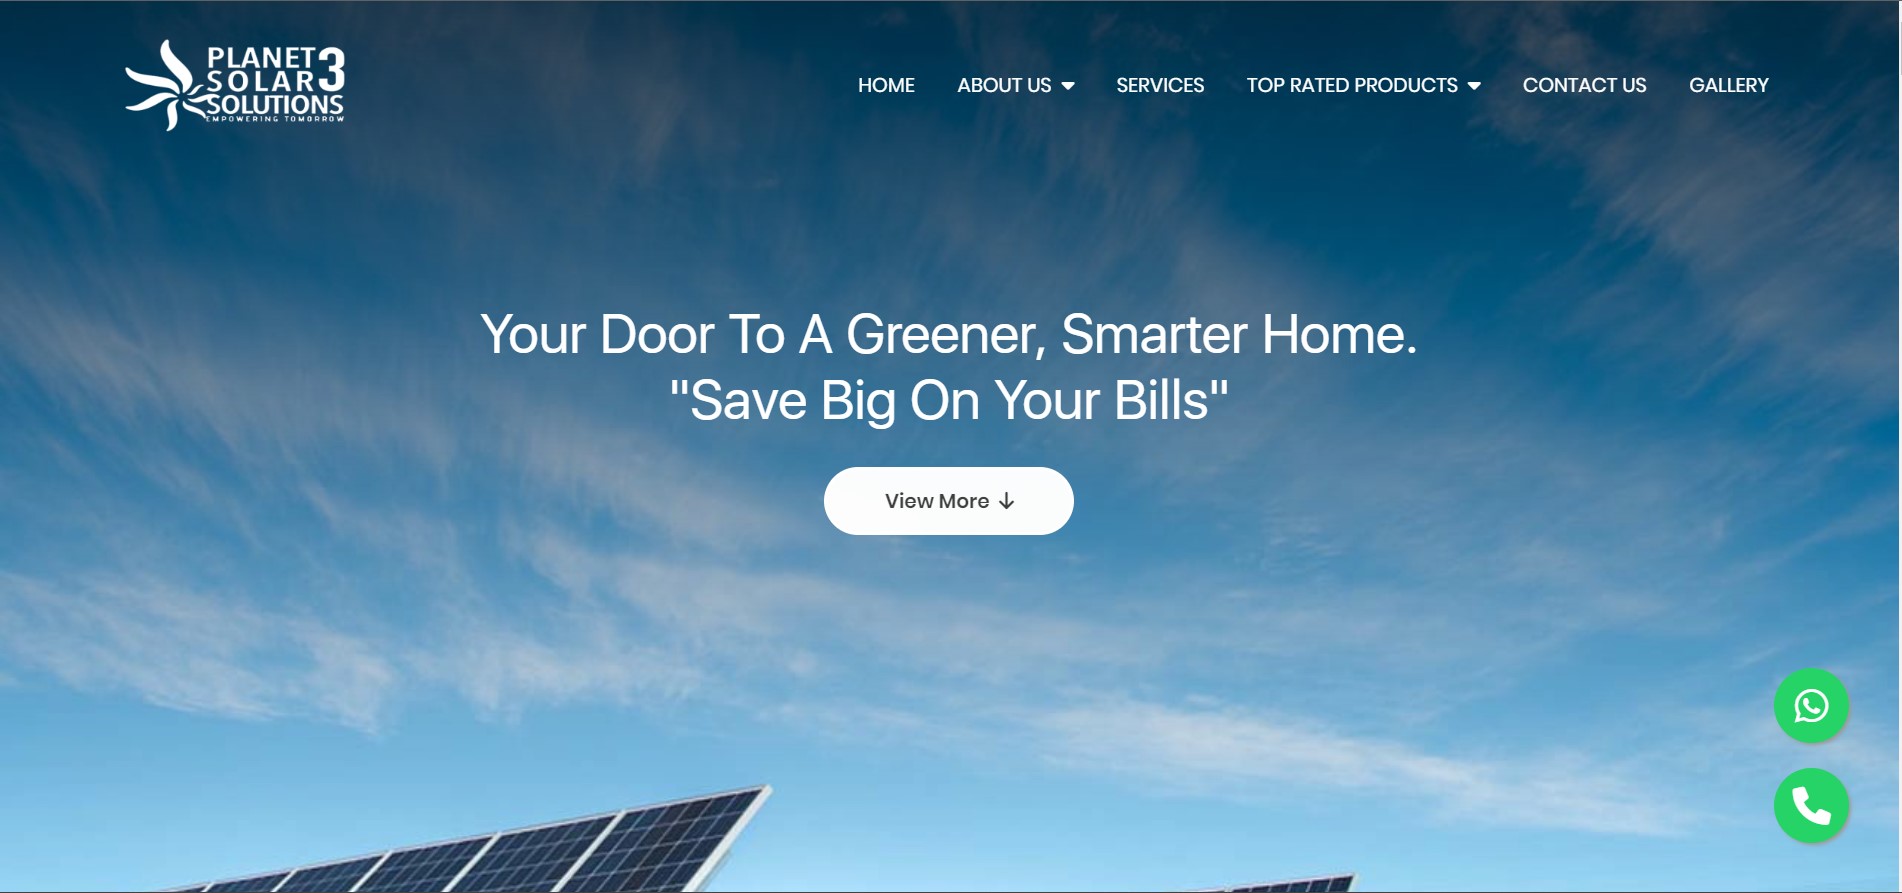 PLANET 3
SOLAR
SOLUTIONS
EMPOWERING TOMORROW
HOME
ABOUT US
SERVICES
TOP RATED PRODUCTS
CONTACT US
GALLERY
Your Door To A Greener, Smarter Home.
"Save Big On Your Bills"
View More ↓